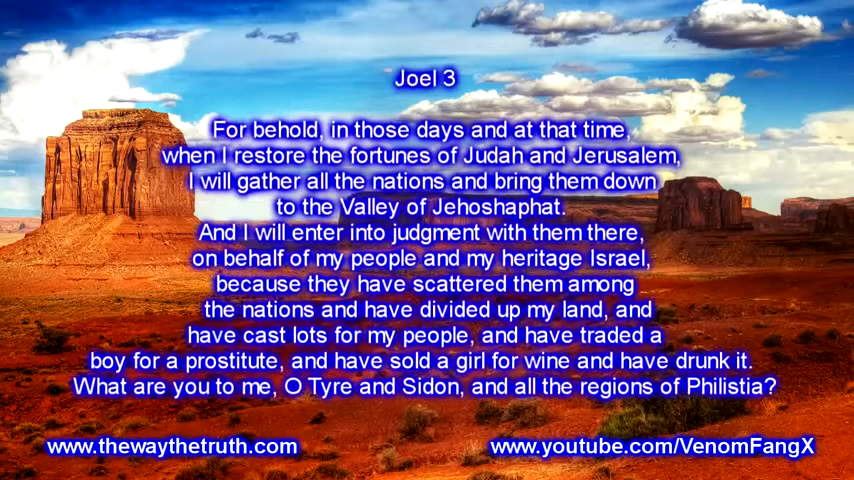 Joel 3
For behold, in those days and at that time,
when I restore the fortunes of Judah and Jerusalem,
I will gather all the nations and bring them down
to the Valley of Jehoshaphat.
And I will enter into judgment with them there,
on behalf of my people and my heritage Israel,
because they have scattered them among
the nations and have divided up my land, and
have cast lots for my people, and have traded a
boy for a prostitute, and have sold a girl for wine and have drunk it.
What are you to me, O Tyre and Sidon, and all the regions of Philistia?
www.thewaythetruth.com
www.youtube.com/VenomFangX